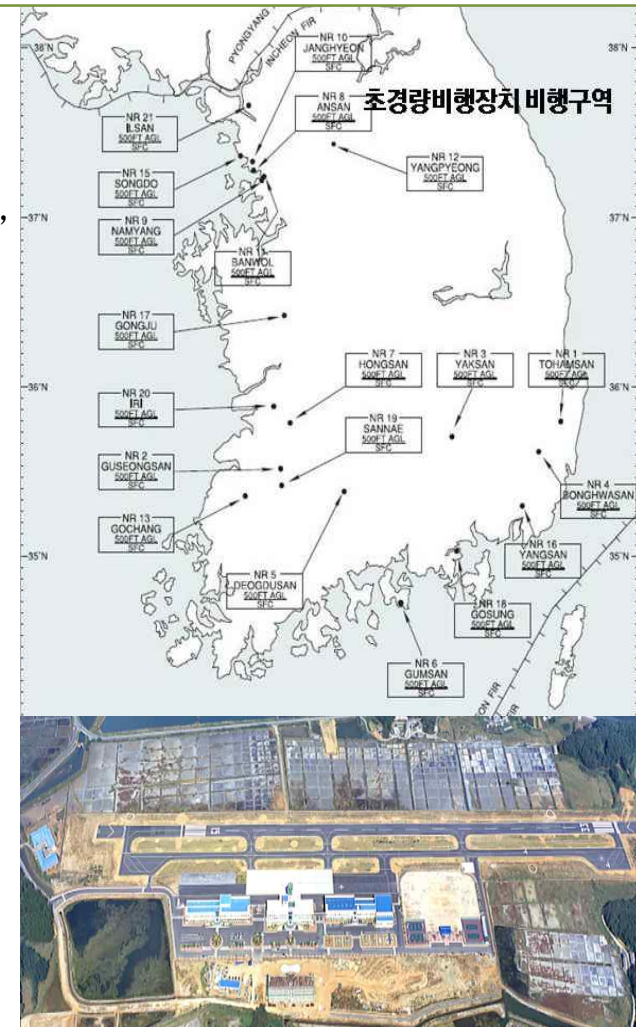 38°N
38°N
PYONGYANG
INCHEON FIR
NR 10
JANGHYEON
500FT AGL
SFC
NR 8
ANSAN
500FT AGL
SFC
초경량비행장치 비행구역
NR 21
ILSAN
500FT AGL
SFC
NR 12
YANGPYEONG
500FT AGL
SFC
NR 15
SONGDO
500FT AGL
SFC
,
37°N
37°N
NR 9
NAMYANG
500FT AGL
SFC
NR 11
BANWOL
500FT AGL
SFC
NR 17
GONGJU
500FT AGL
SFC
NR 7
HONGSAN
500FT AGL
SFC
NR 3
YAKSAN
500FT AGL
SFC
NR 1
TOHAMSAN
500FT AGL
SFC
36°N
36°N
NR 20
IRI
500FT AGL
SFC
NR 19
SANNAE
500FT AGL
SFC
NR 2
GUSEONGSAN
500FT AGL
SFC
NR 4
BONGHWASAN
500FT AGL
SFC
NR 13
GOCHANG
500FT AGL
SFC
NR 16
YANGSAN
500FT AGL
SFC
35°N
35°N
NR 5
DEOGDUSAN
500FT AGL
SFC
NR 18
GOSUNG
500FT AGL
SFC
NR 6
GUMSAN
500FT AGL
SFC
FIR
FIR
15